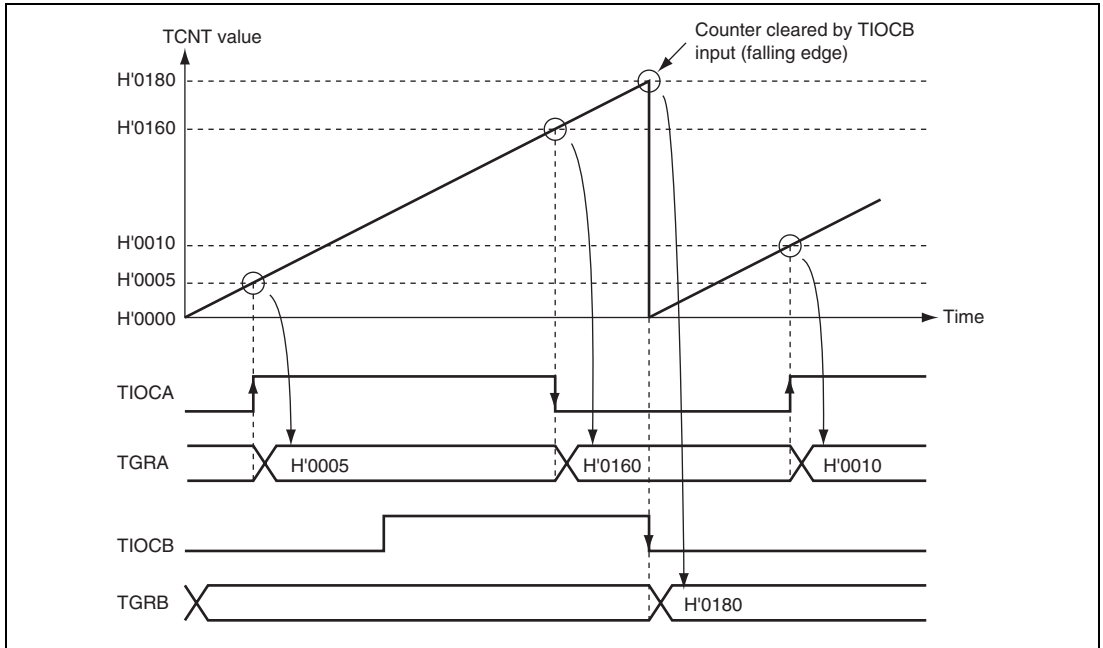 Counter cleared by TIOCB
input (falling edge)
TCNT value
H'0180
H'0160
H'0010
H'0005
H'0000
Time
TIOCA
TGRA
H'0005
H'0160
H'0010
TIOCB
TGRB
H'0180